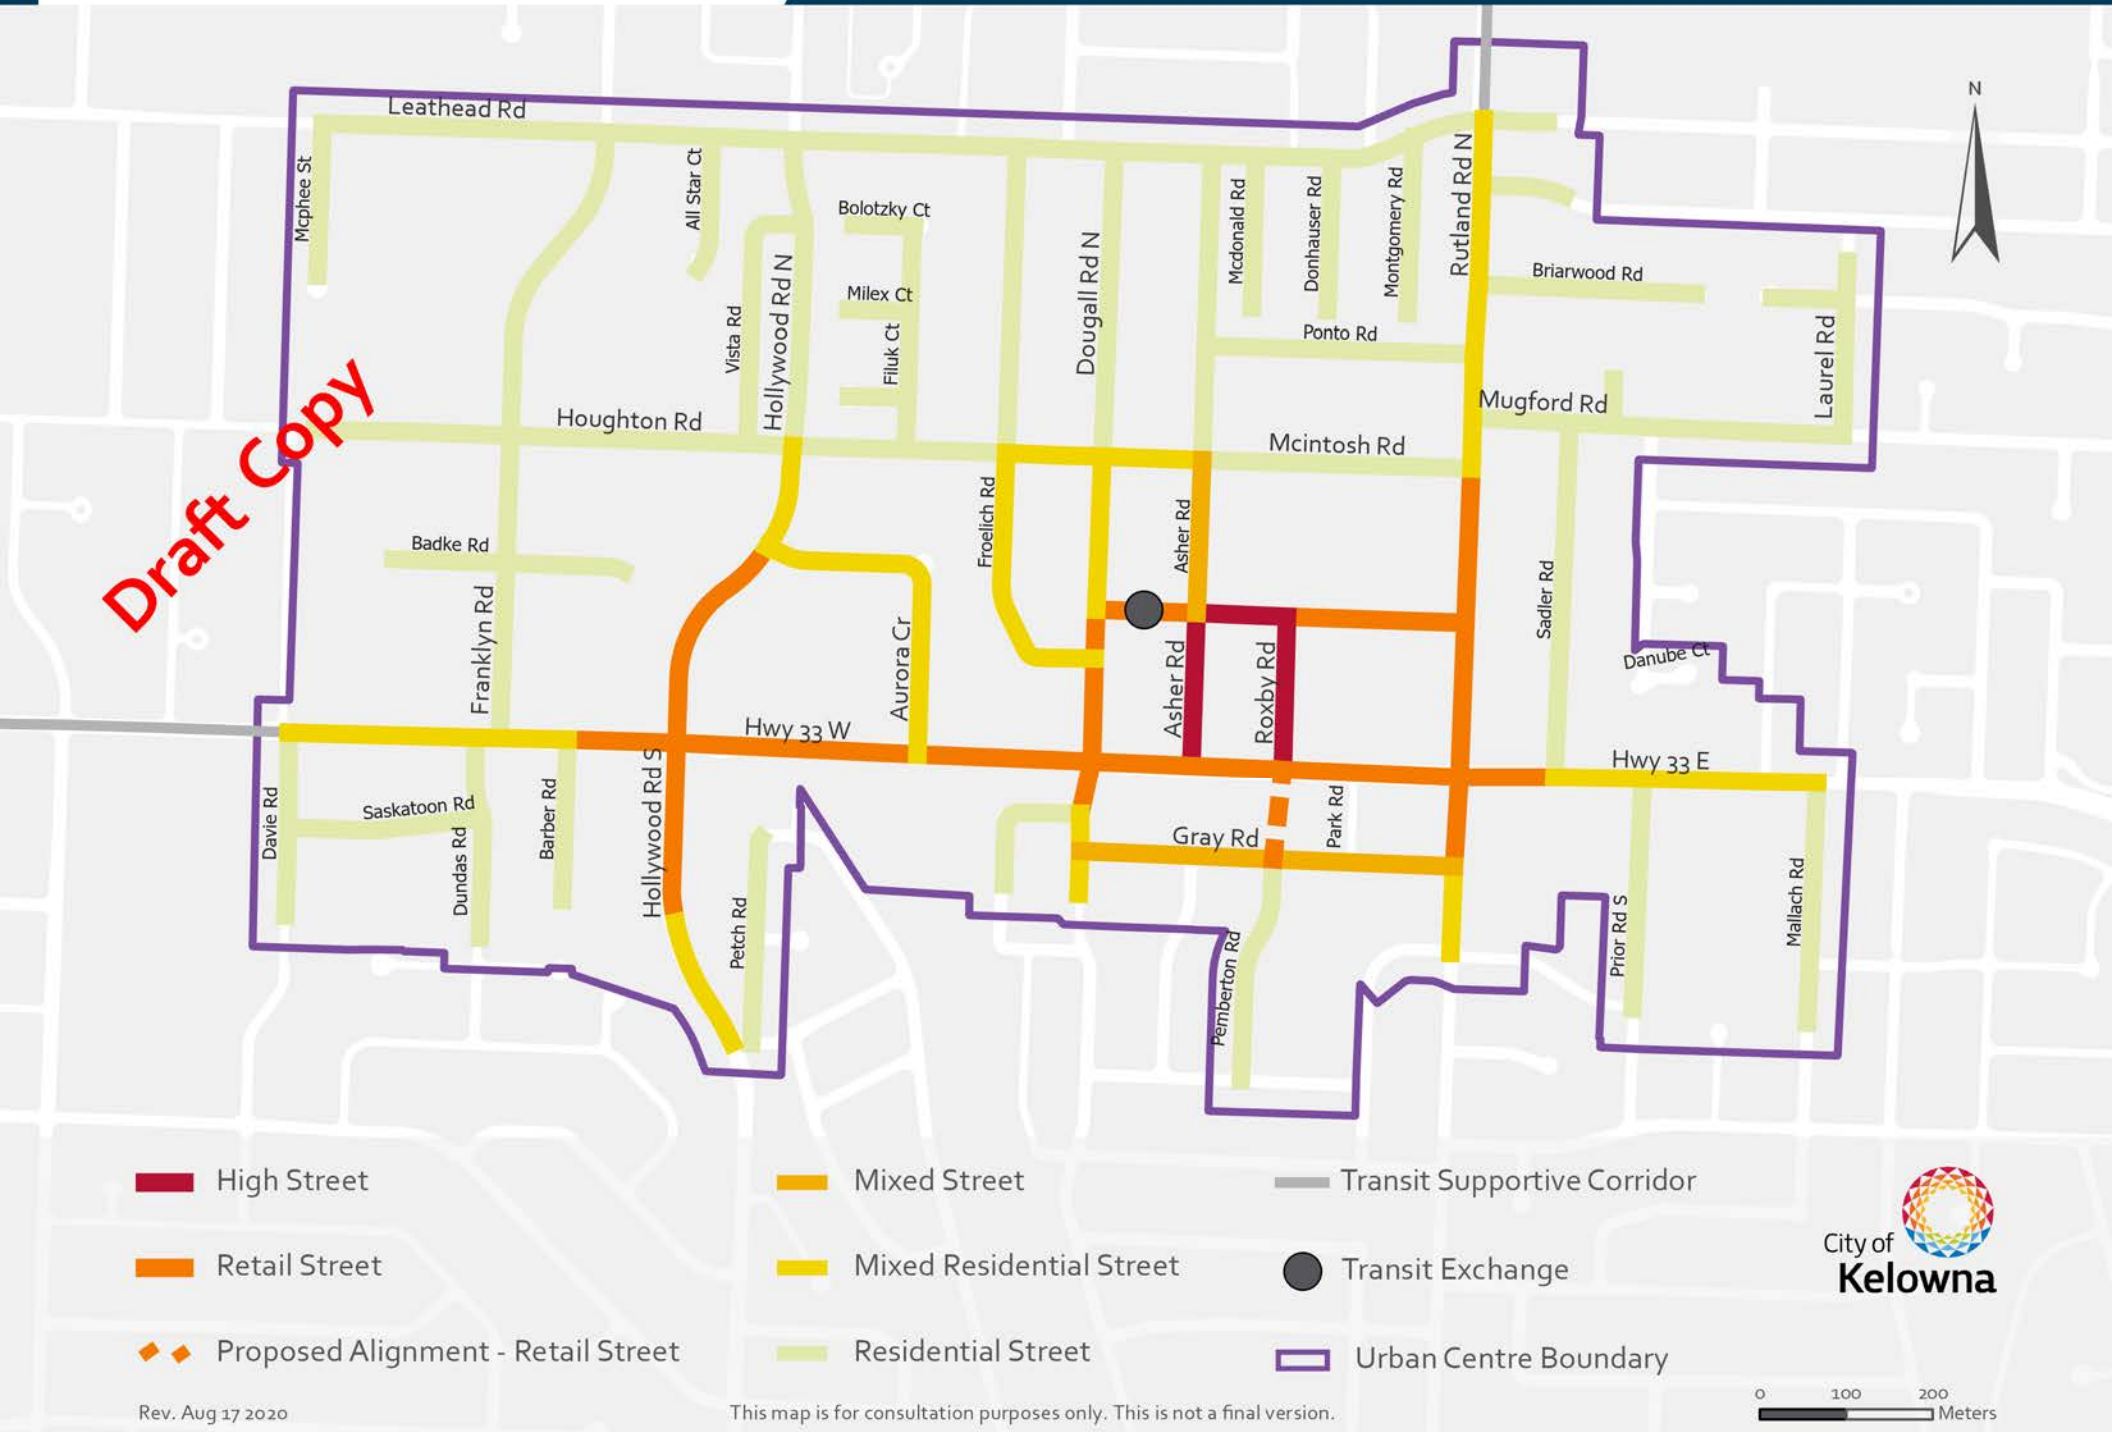 Leathead Rd
Mcphee St
All Star Ct
Bolotzky Ct
Milex Ct
Filuk Ct
Vista Rd
Hollywood Rd N
Dougall Rd N
Mcdonald Rd
Donhauser Rd
Montgomery Rd
Rutland Rd N
N
Briarwood Rd
Laurel Rd
Ponto Rd
Mugford Rd
Draft Copy
Houghton Rd
Mcintosh Rd
Badke Rd
Franklyn Rd
Froelich Rd
Asher Rd
Sadler Rd
Aurora Cr
Asher Rd
Roxby Rd
Danube Ct
Hwy 33 W
Hwy 33 E
Davie Rd
Saskatoon Rd
Dundas Rd
Barber Rd
Hollywood Rd S
Petch Rd
Gray Rd
Park Rd
Pemberton Rd
Prior Rd S
Mallach Rd
High Street
Retail Street
Proposed Alignment - Retail Street
Mixed Street
Mixed Residential Street
Residential Street
Transit Supportive Corridor
Transit Exchange
Urban Centre Boundary
City of
Kelowna
0 100 200
Meters
Rev. Aug 17 2020
This map is for consultation purposes only. This is not a final version.